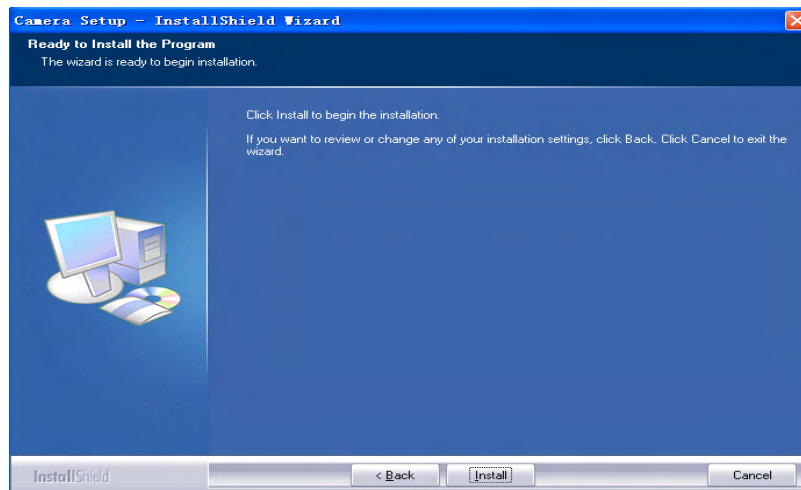 Camera Setup - InstallShield Wizard
Ready to Install the Program
The wizard is ready to begin installation.
Click Install to begin the installation.
If you want to review or change any of your installation settings, click Back. Click Cancel to exit the
wizard.
InstallShield
< Back
Install
Cancel